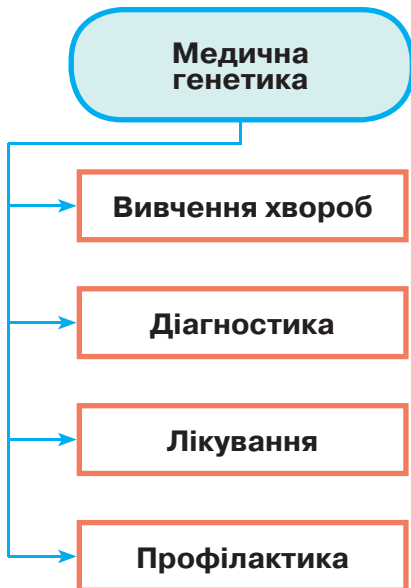 Медична
генетика
Вивчення хвороб
Діагностика
Лікування
Профілактика